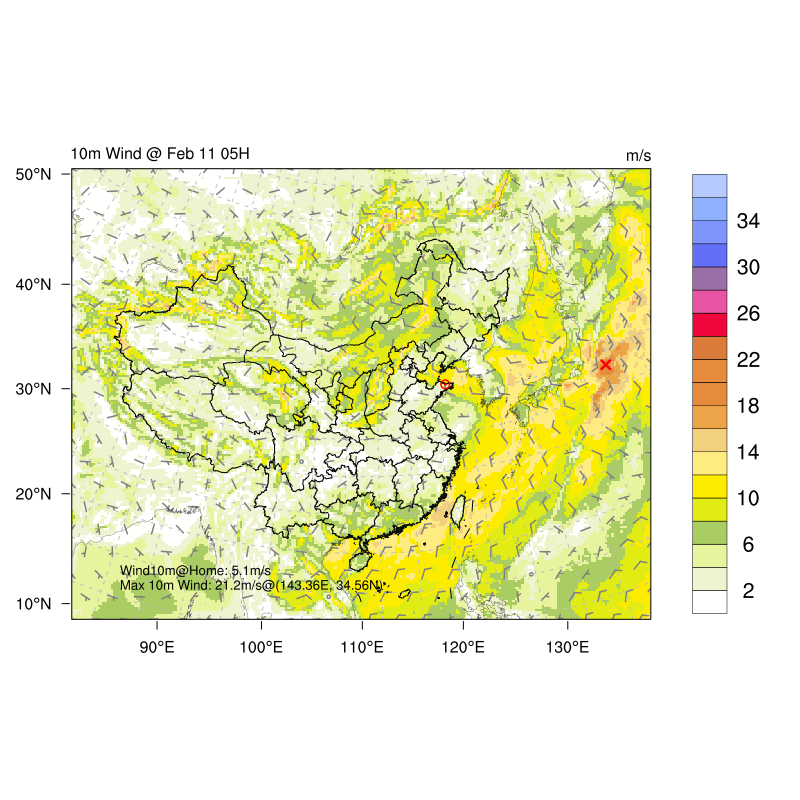 10m Wind @ Feb 11 05H
m/s
50°N
40°N
30°N
20°N
10°N
90°E
100°E
110°E
120°E
130°E
34
30
26
22
18
14
10
6
2
Wind10m@Home: 5.1m/s
Max 10m Wind: 21.2m/s@(143.36E, 34.56N)